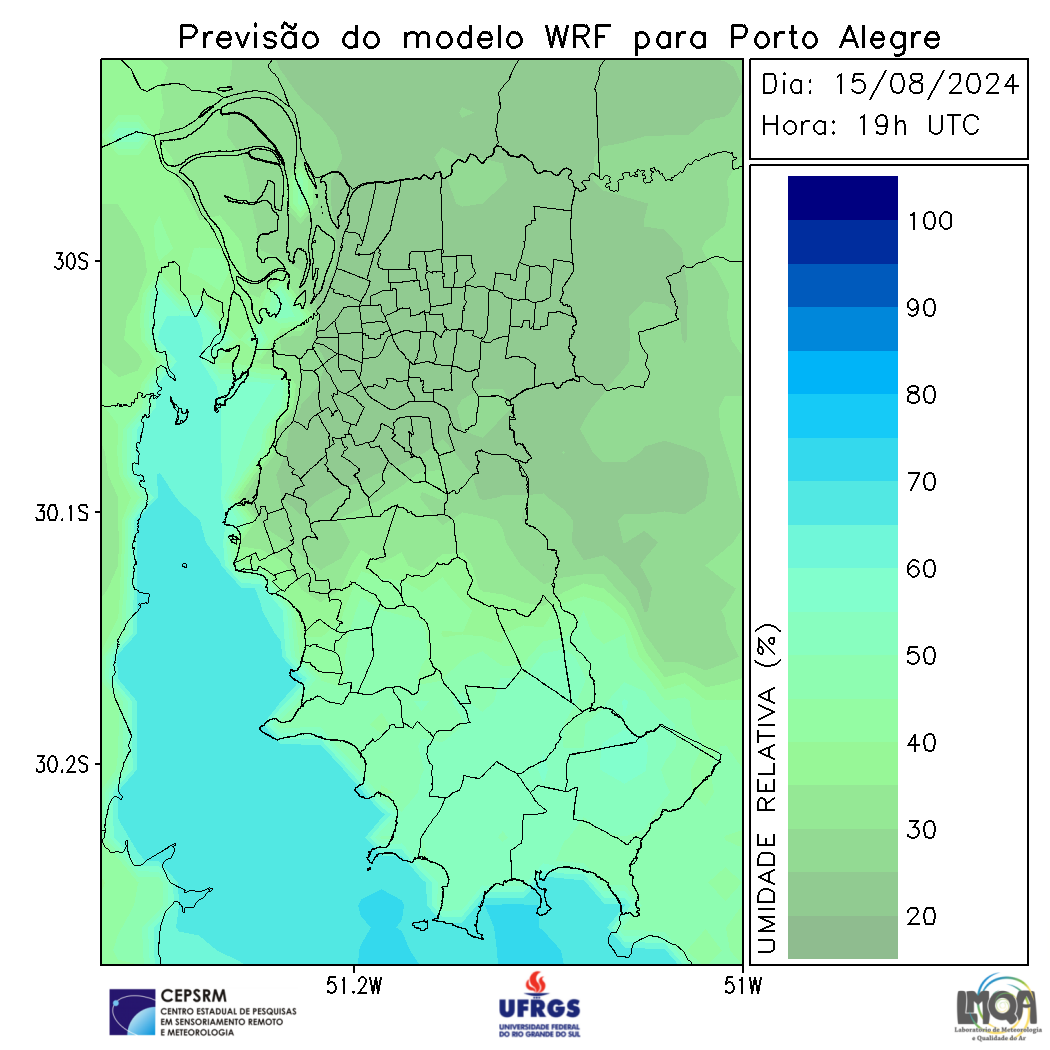 Previsão do modelo WRF para Porto Alegre
Dia: 15/08/2024
Hora: 19h UTC
100
90
80
70
60
50
40
30
20
UMIDADE RELATIVA (%)
30S
30.1S
30.2S
51.2W
51W
CEPSRM
CENTRO ESTADUAL DE PESQUISAS
EM SENSORIAMENTO REMOTO
E METEOROLOGIA
UFRGS
UNIVERSIDADE FEDERAL
DO RIO GRANDE DO SUL
LMQA
Laboratório de Meteorologia
e Qualidade do Ar